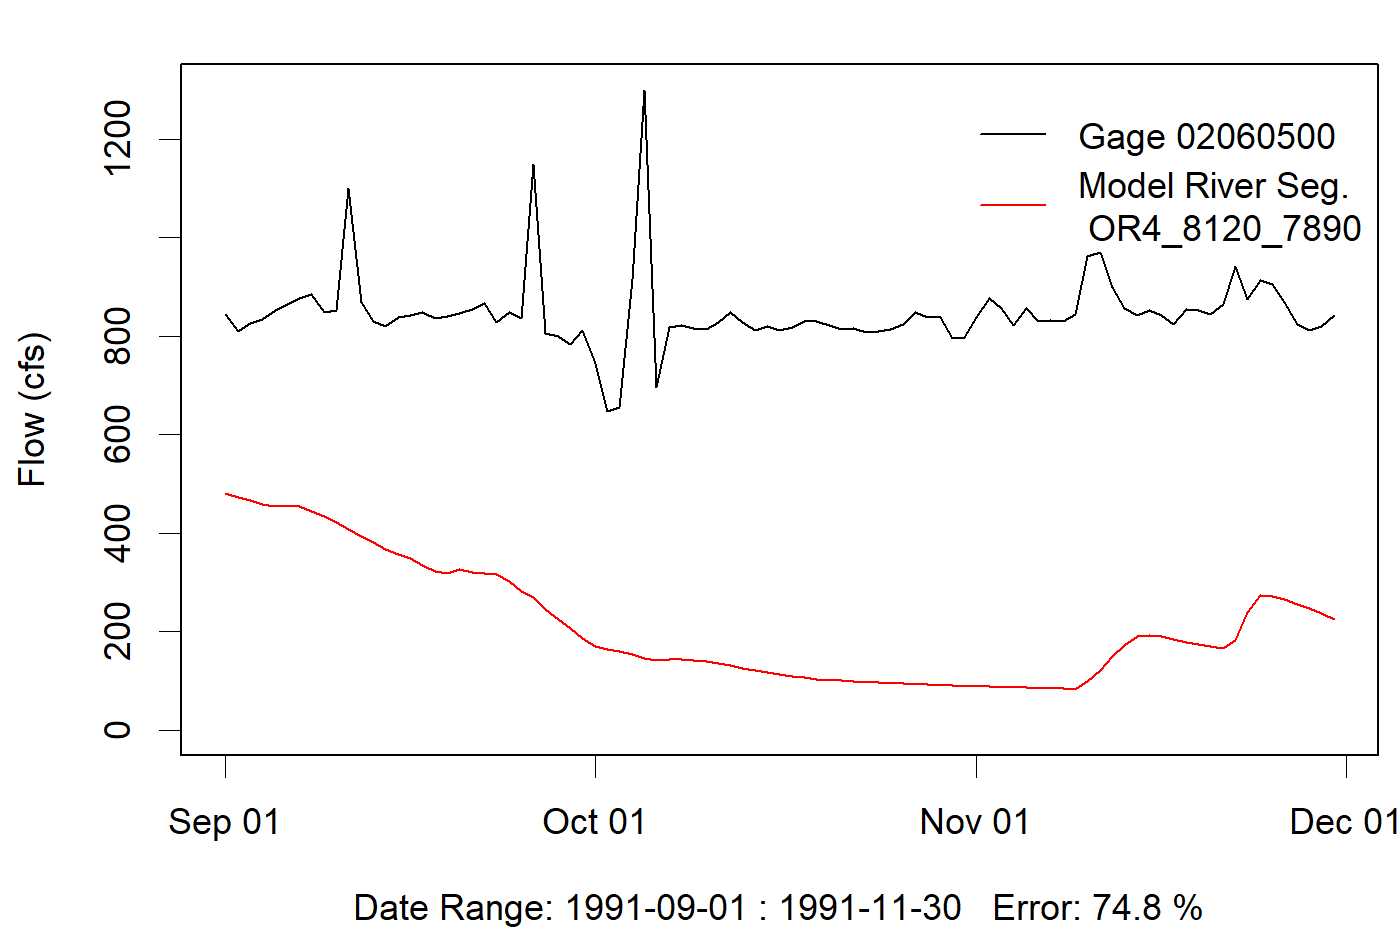 Gage 02060500
Model River Seg.
OR4_8120_7890
Flow (cfs)
1200
800
600
400
200
0
Sep 01
Oct 01
Nov 01
Dec 01
Date Range: 1991-09-01 : 1991-11-30   Error: 74.8 %